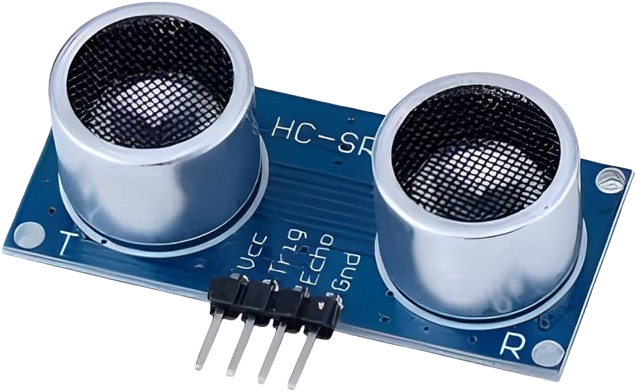 HC-SR
T
Vcc
Trig
Echo
Gnd
R